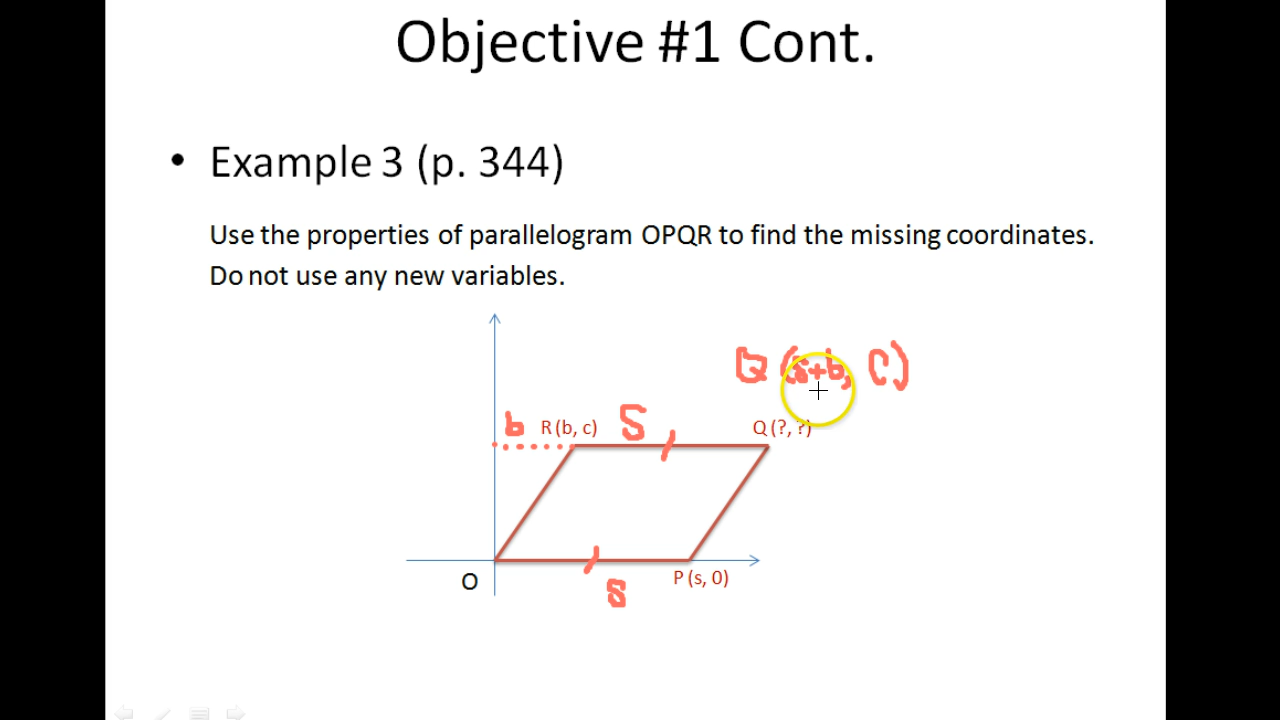 Objective #1 Cont.
• Example 3 (p. 344)
Use the properties of parallelogram OPQR to find the missing coordinates.
Do not use any new variables.
Q (s+b, c)
b R (b, c) S Q (?, ?)
O P (s, 0)
s